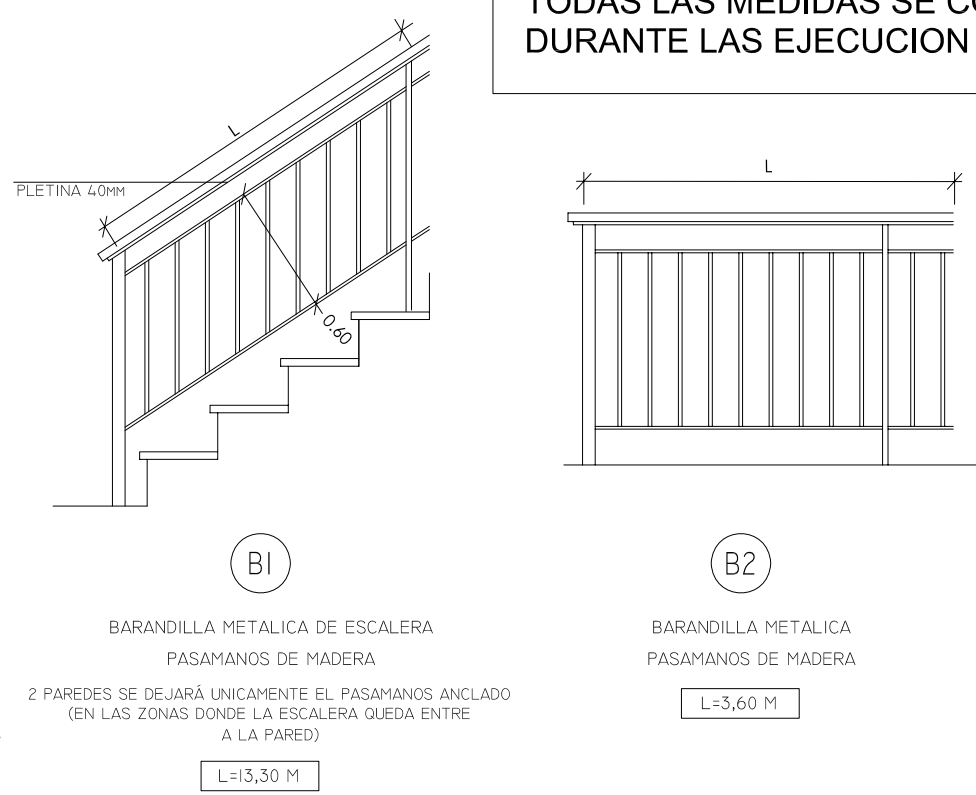 TODAS LAS MEDIDAS SE
DURANTE LAS EJECUCION
L
PLETINA 40MM
0.60
L
B1
BARANDILLA METALICA DE ESCALERA
PASAMANOS DE MADERA
2 PAREDES SE DEJARÁ UNICAMENTE EL PASAMANOS ANCLADO
(EN LAS ZONAS DONDE LA ESCALERA QUEDA ENTRE
A LA PARED)
L=13,30 M
B2
BARANDILLA METALICA
PASAMANOS DE MADERA
L=3,60 M